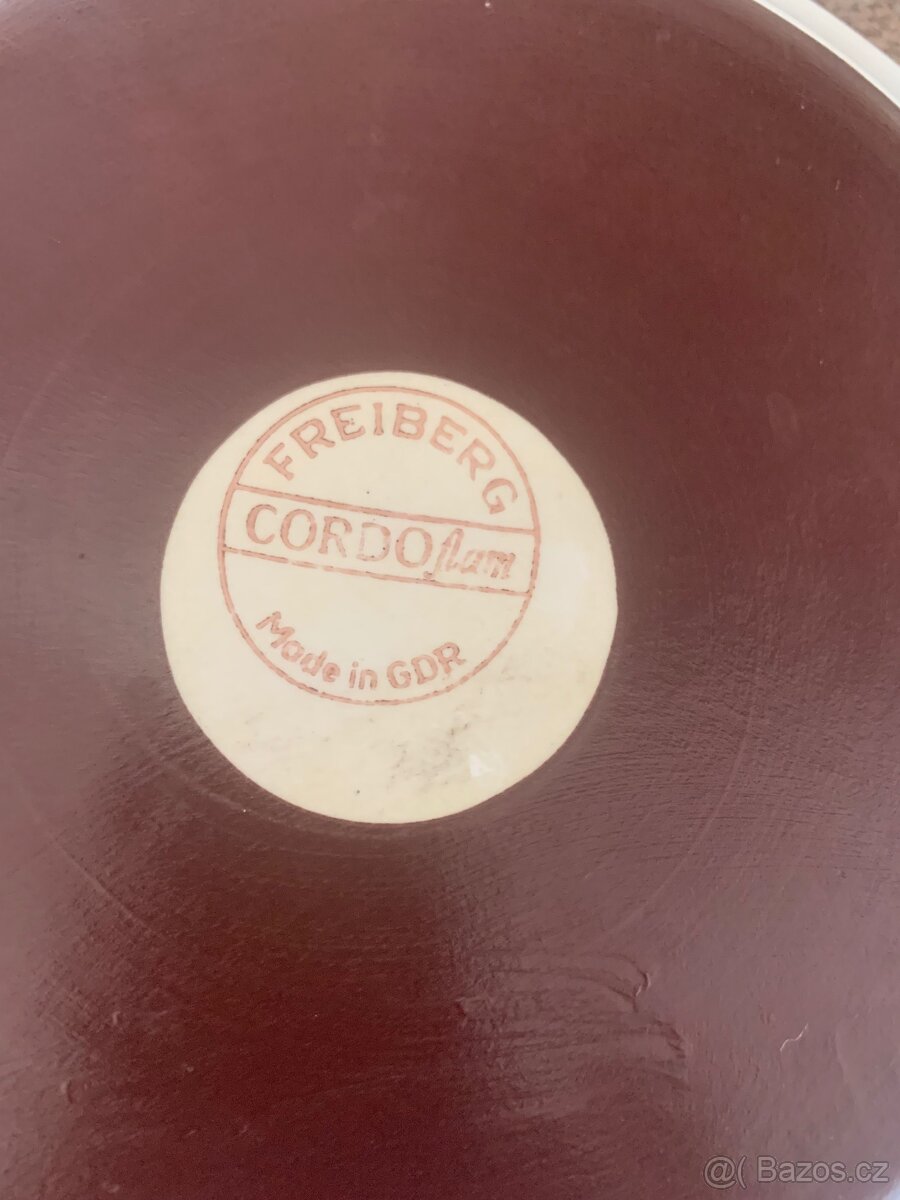 FREIBERG
CORDOflam
Made in GDR
@( Bazos.cz